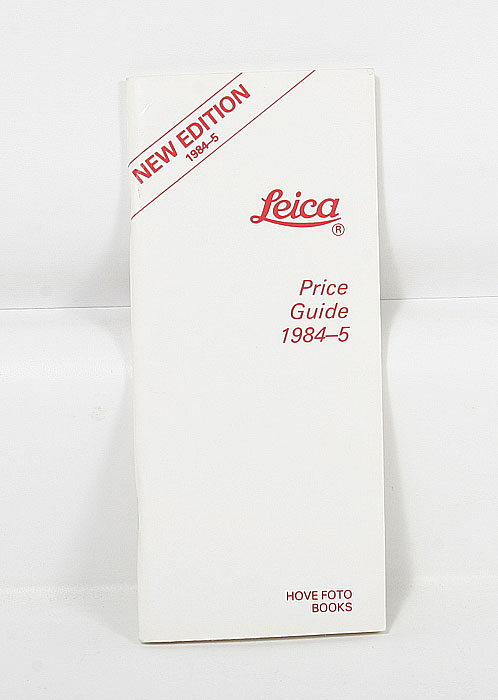 NEW EDITION
1984–5
Leica
®
Price
Guide
1984–5
HOVE FOTO
BOOKS